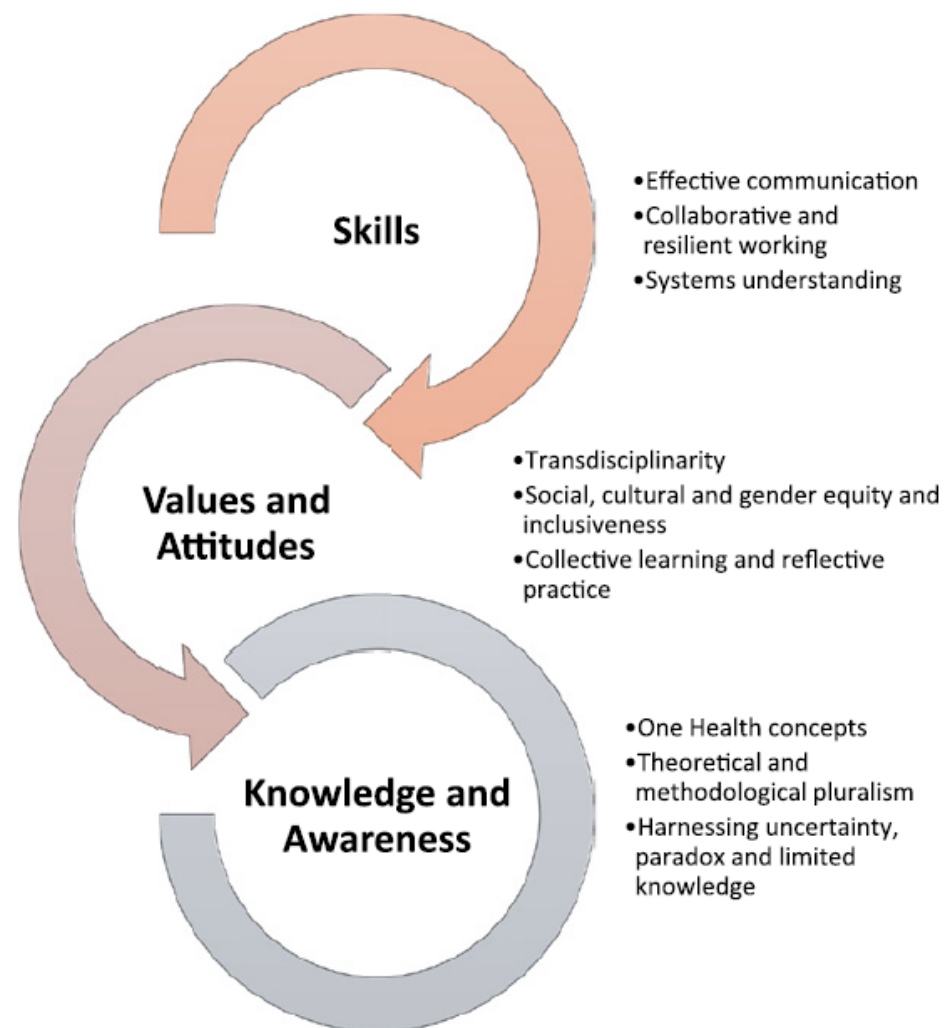 Skills
•Effective communication
•Collaborative and
resilient working
•Systems understanding
Values and
Attitudes
•Transdisciplinarity
•Social, cultural and gender equity and
inclusiveness
•Collective learning and reflective
practice
Knowledge and
Awareness
•One Health concepts
•Theoretical and
methodological pluralism
•Harnessing uncertainty,
paradox and limited
knowledge